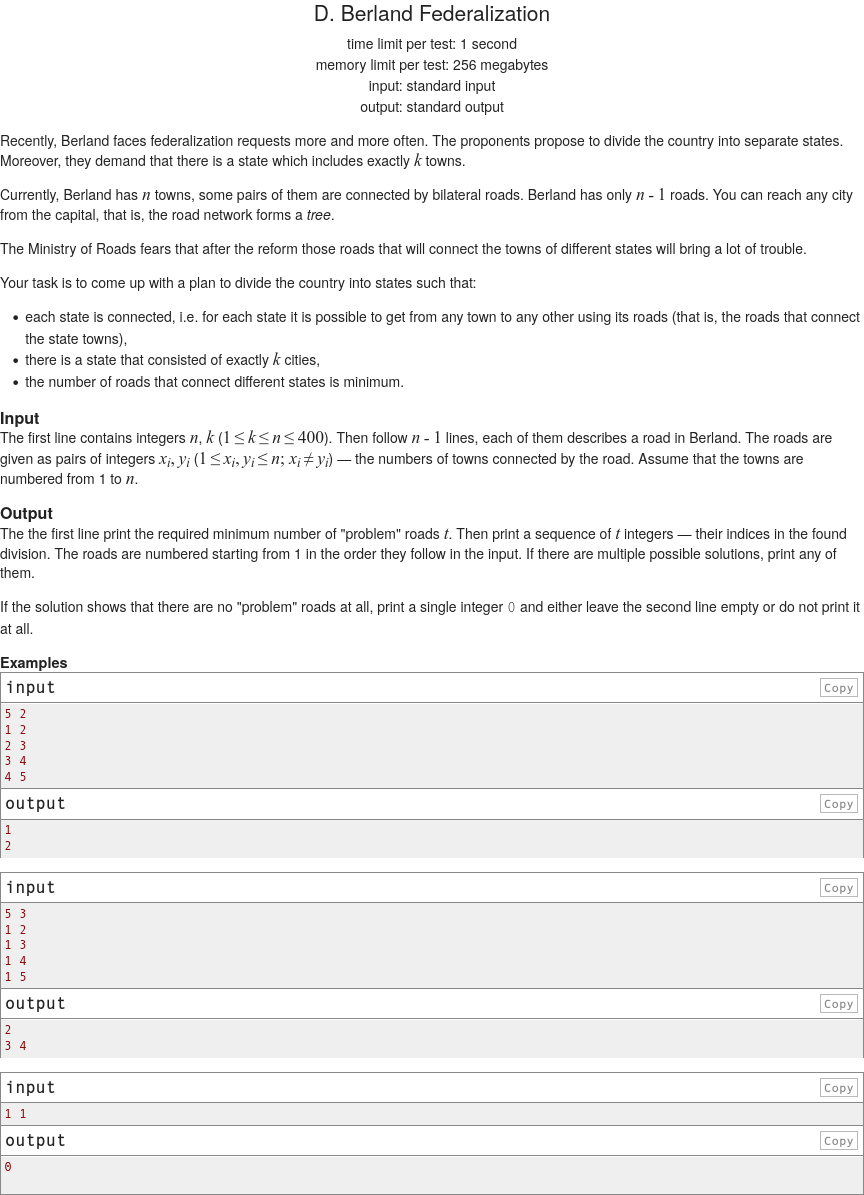 D. Berland Federalization
time limit per test: 1 second
memory limit per test: 256 megabytes
input: standard input
output: standard output
Recently, Berland faces federalization requests more and more often. The proponents propose to divide the country into separate states.
Moreover, they demand that there is a state which includes exactly k towns.
Currently, Berland has n towns, some pairs of them are connected by bilateral roads. Berland has only n - 1 roads. You can reach any city
from the capital, that is, the road network forms a tree.
The Ministry of Roads fears that after the reform those roads that will connect the towns of different states will bring a lot of trouble.
Your task is to come up with a plan to divide the country into states such that:
• each state is connected, i.e. for each state it is possible to get from any town to any other using its roads (that is, the roads that connect
the state towns),
• there is a state that consisted of exactly k cities,
• the number of roads that connect different states is minimum.
Input
The first line contains integers n, k (1 ≤ k ≤ n ≤ 400). Then follow n - 1 lines, each of them describes a road in Berland. The roads are
given as pairs of integers xi, yi (1 ≤ xi, yi ≤ n; xi ≠ yi) — the numbers of towns connected by the road. Assume that the towns are
numbered from 1 to n.
Output
The the first line print the required minimum number of "problem" roads t. Then print a sequence of t integers — their indices in the found
division. The roads are numbered starting from 1 in the order they follow in the input. If there are multiple possible solutions, print any of
them.
If the solution shows that there are no "problem" roads at all, print a single integer 0 and either leave the second line empty or do not print it
at all.
Examples
input Copy
5 2
1 2
2 3
3 4
4 5
output Copy
1
2
input Copy
5 3
1 2
1 3
1 4
1 5
output Copy
2
3 4
input Copy
1 1
output Copy
0